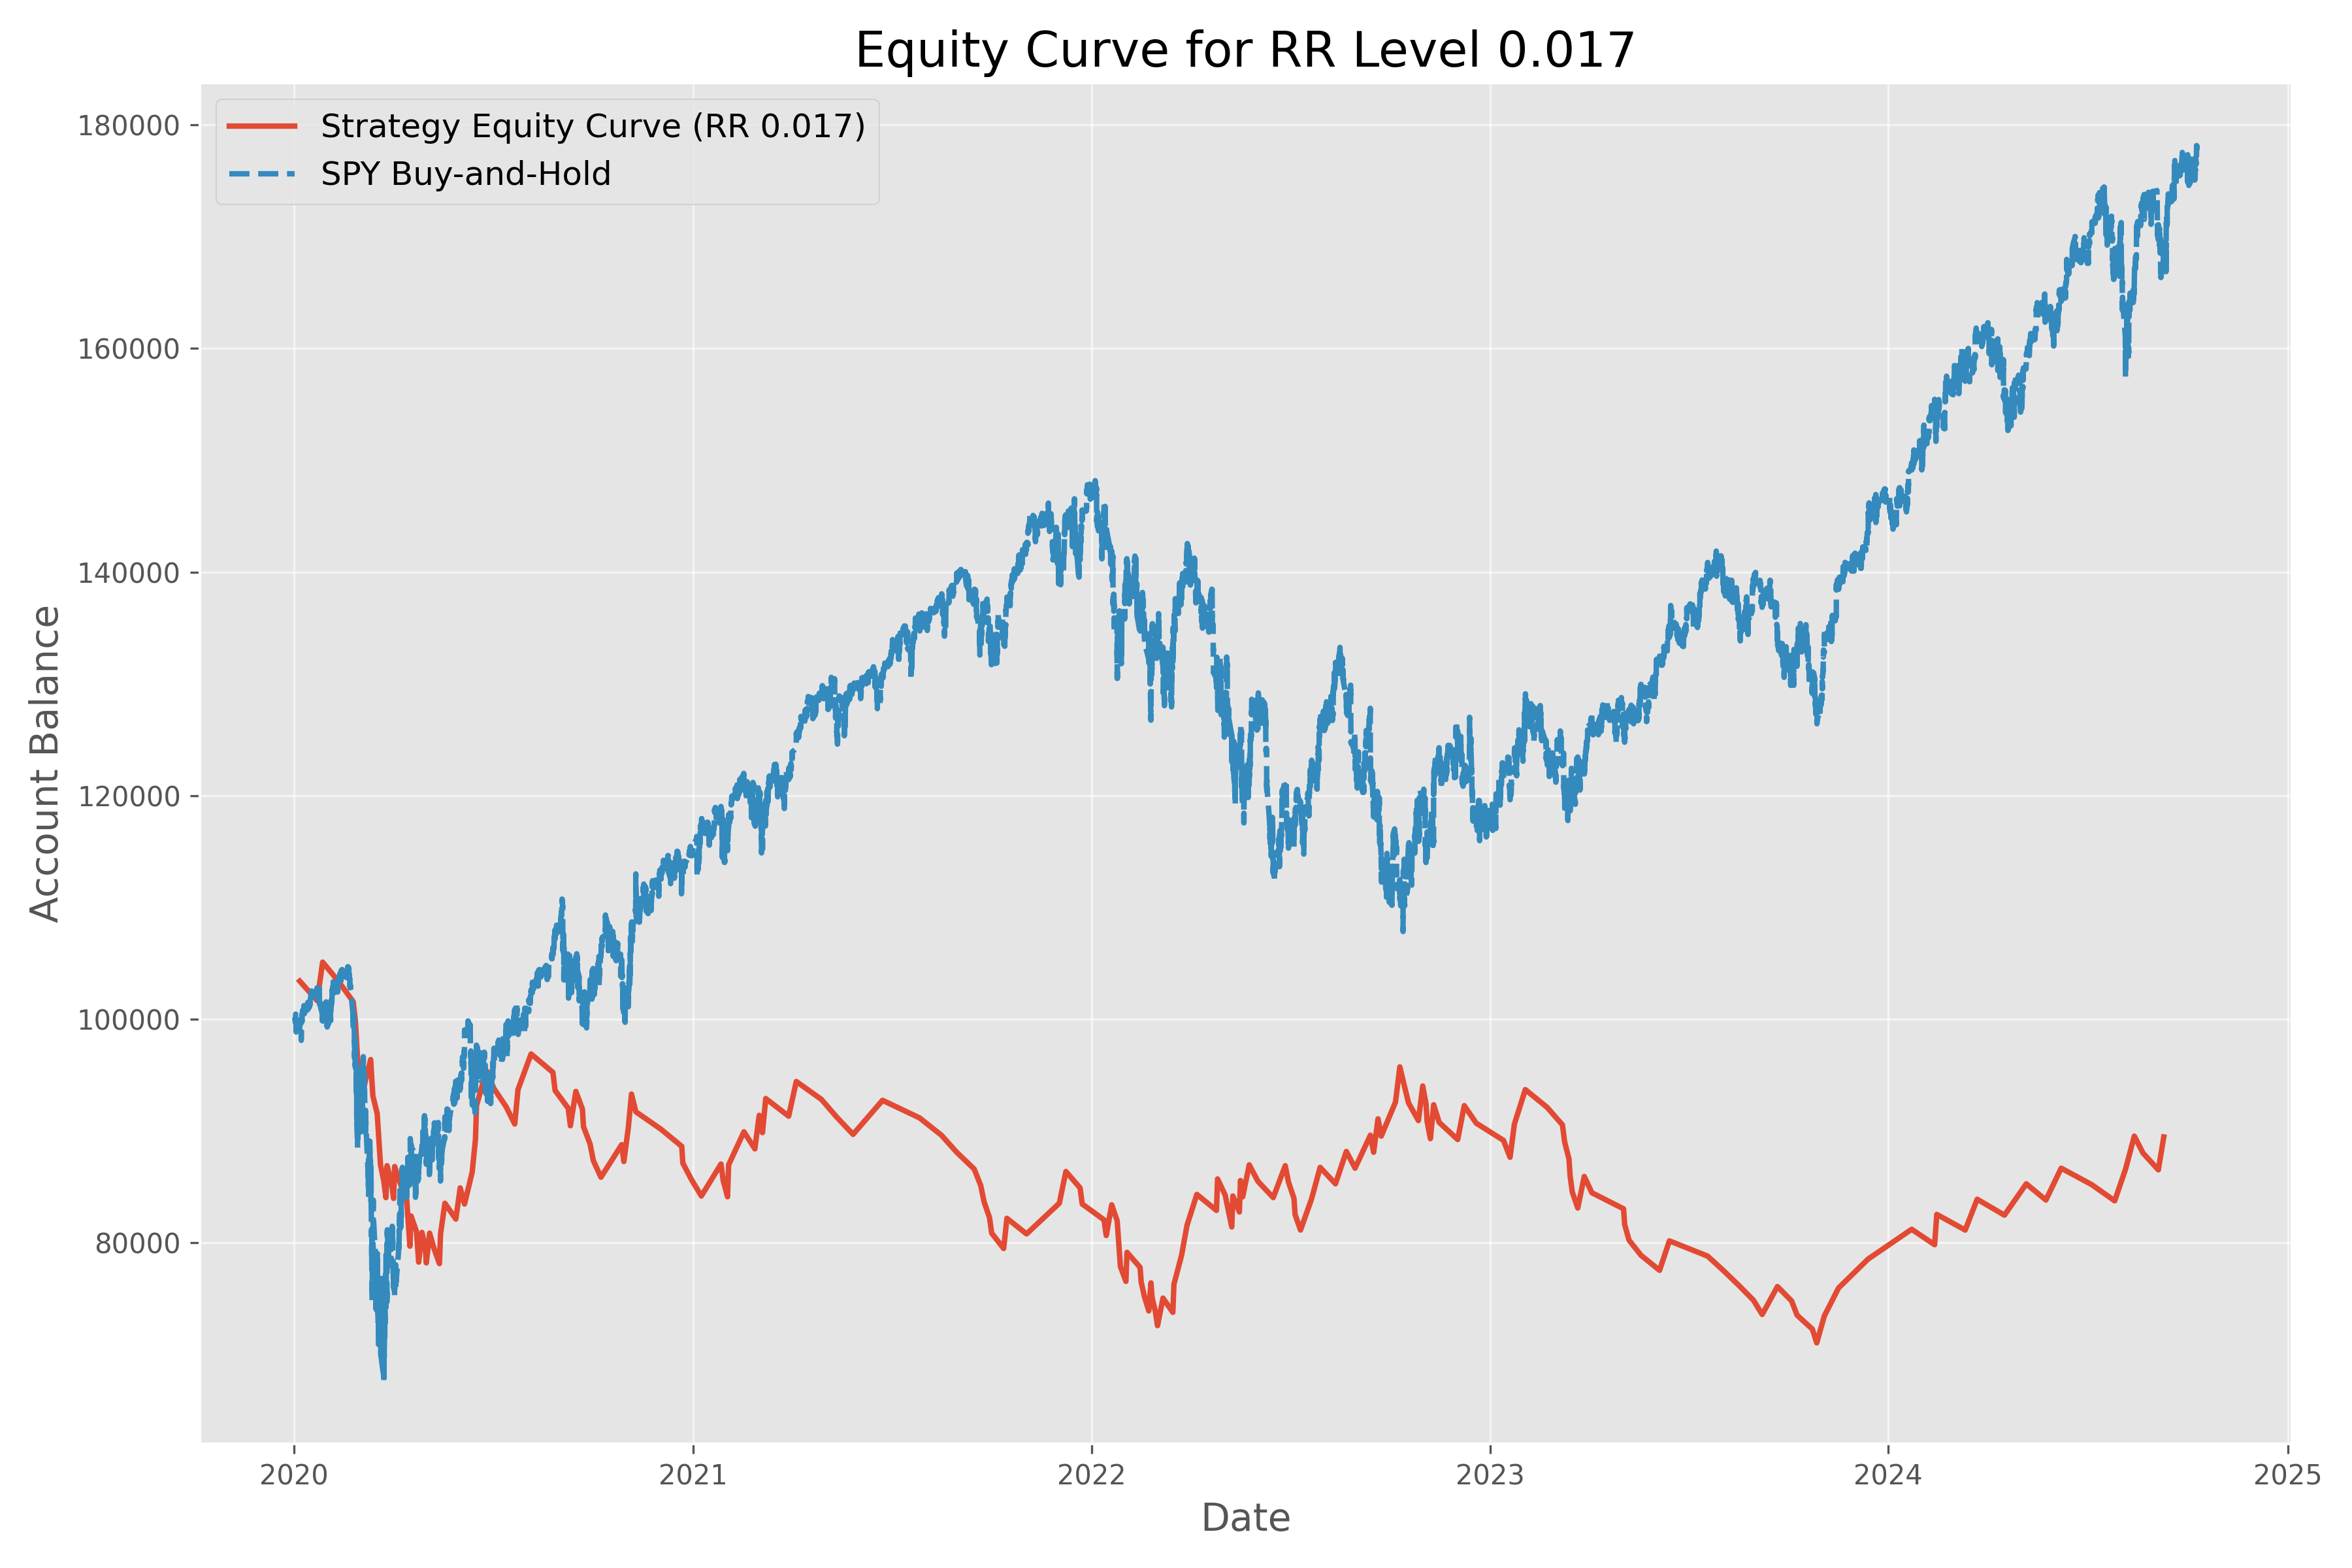 Equity Curve for RR Level 0.017
Strategy Equity Curve (RR 0.017)
SPY Buy-and-Hold
180000
160000
140000
120000
100000
80000
Account Balance
2020
2021
2022
2023
2024
2025
Date